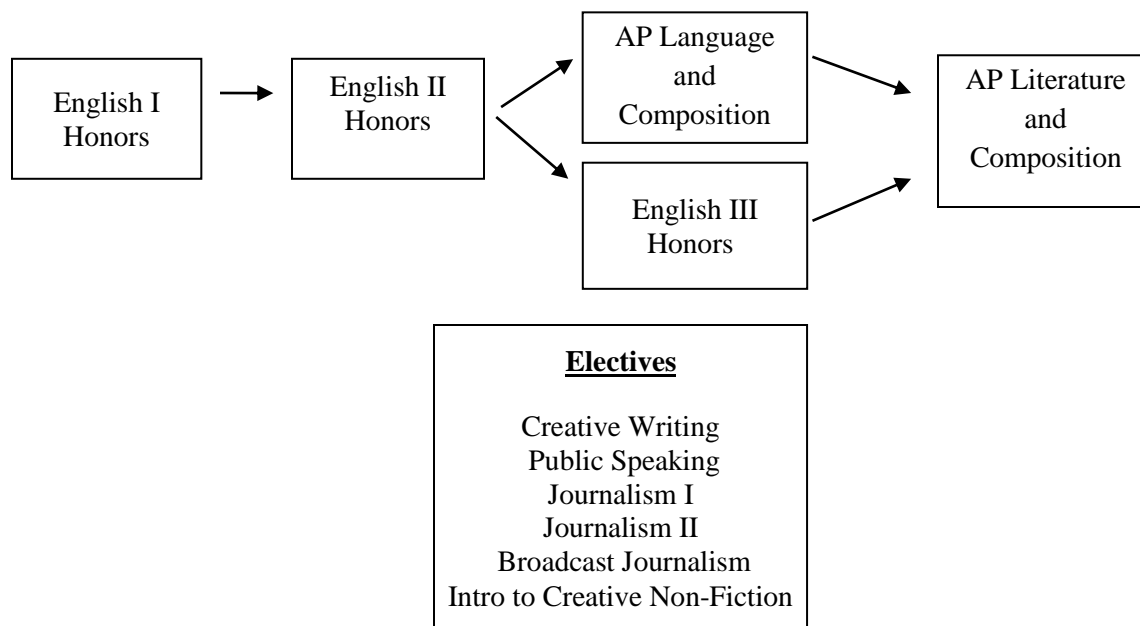 English I
Honors
English II
Honors
AP Language
and
Composition
English III
Honors
AP Literature
and
Composition
Electives
Creative Writing
Public Speaking
Journalism I
Journalism II
Broadcast Journalism
Intro to Creative Non-Fiction